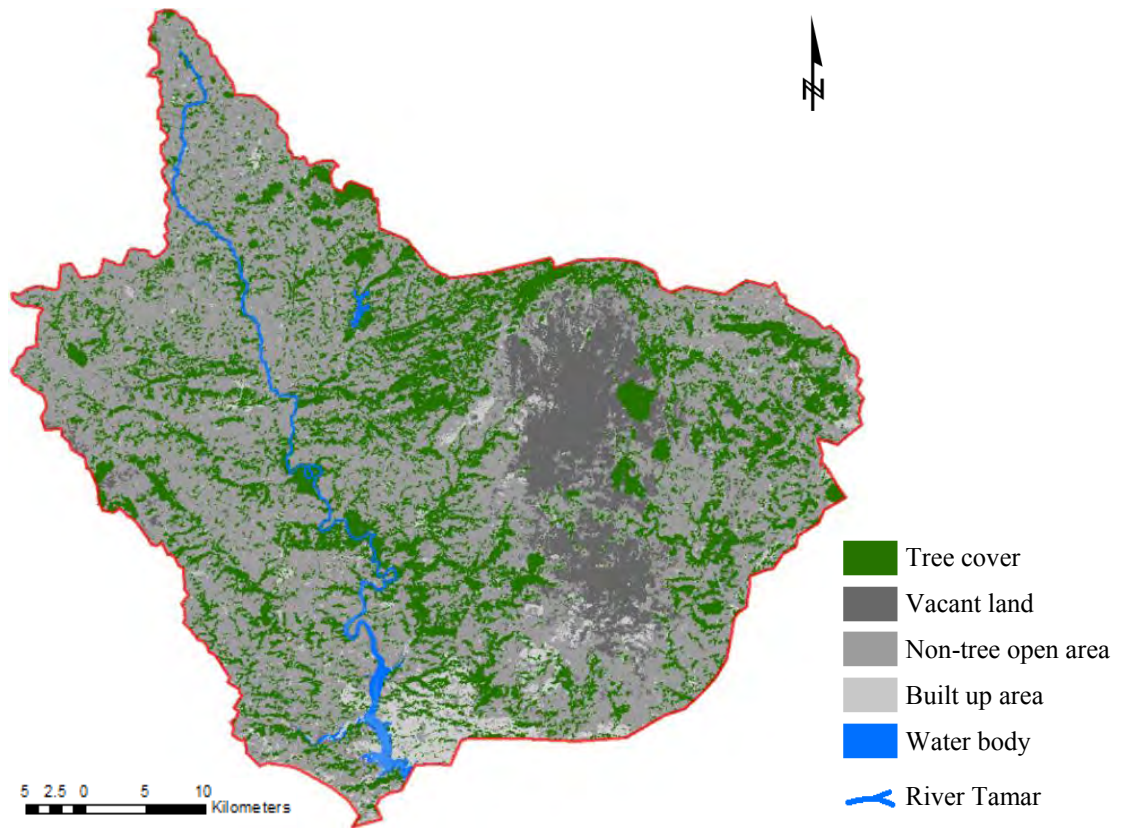 N
Tree cover
Vacant land
Non-tree open area
Built up area
Water body
River Tamar
5 2.5 0 5 10
Kilometers